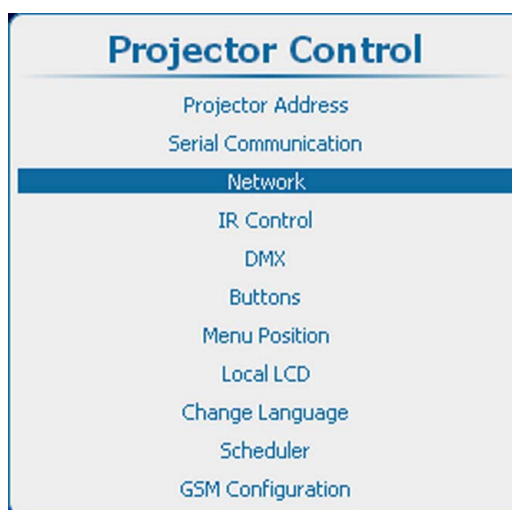 Projector Control
Projector Address
Serial Communication
Network
IR Control
DMX
Buttons
Menu Position
Local LCD
Change Language
Scheduler
GSM Configuration